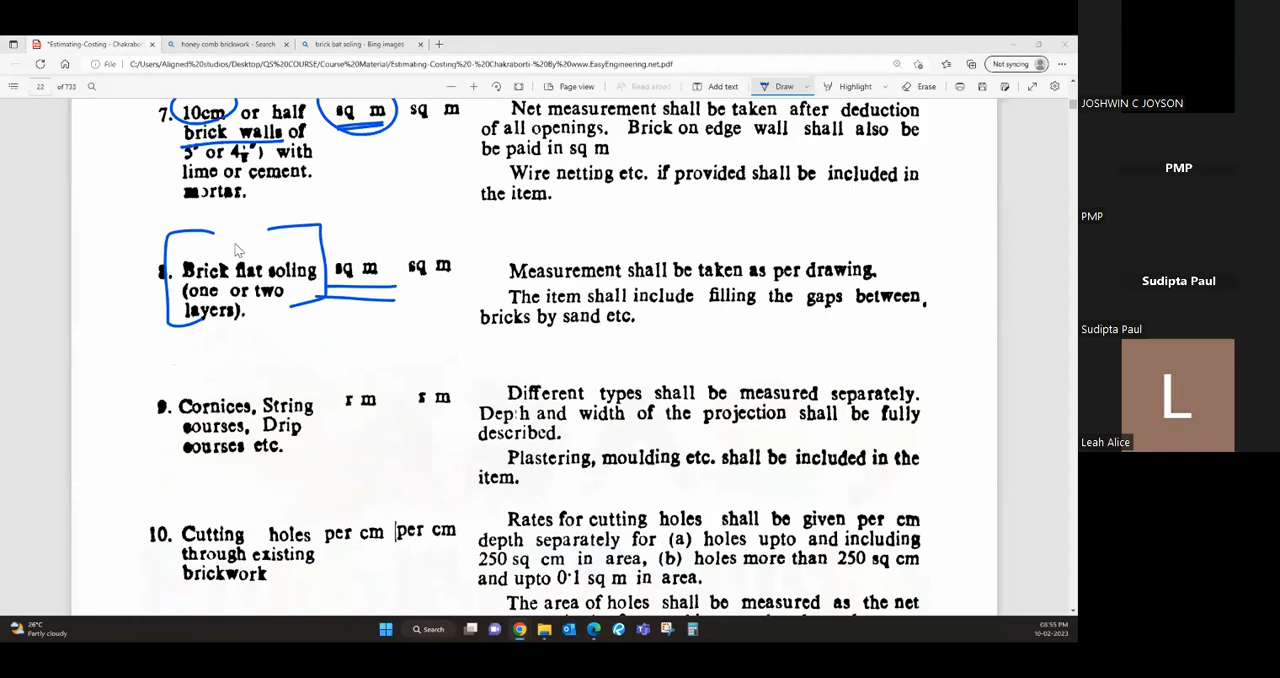 *Estimating-Costing - Chakrabor
honey comb brickwork - Search
brick bat soling - Bing images
File
C:/Users/Aligned%20studios/Desktop/QS%20COURSE/Course%20Material/Estimating-Costing%20-%20Chakraborti-%20By%20www.EasyEngineering.net.pdf
Not syncing
22 of 733
Page view
Read aloud
Add text
Draw
Highlight
Erase
7. 10cm or half sq m sq m Net measurement shall be taken after deduction
brick walls of of all openings. Brick on edge wall shall also be
with be paid in sq m
lime or cement. Wire netting etc. if provided shall be included in
mortar. the item.
8. Brick flat soling sq m sq m Measurement shall be taken as per drawing.
(one or two The item shall include filling the gaps between
layers). bricks by sand etc.
9. Cornices, String r m r m Different types shall be measured separately.
courses, Drip Depth and width of the projection shall be fully
courses etc. described.
Plastering, moulding etc. shall be included in the
item.
10. Cutting holes per cm per cm Rates for cutting holes shall be given per cm
through existing depth separately for (a) holes upto and including
brickwork 250 sq cm in area, (b) holes more than 250 sq cm
and upto 0·1 sq m in area.
The area of holes shall be measured as the net
26°C
Partly cloudy
Search
08:55 PM
10-02-2023
JOSHWIN C JOYSON
PMP
PMP
Sudipta Paul
Sudipta Paul
L
Leah Alice